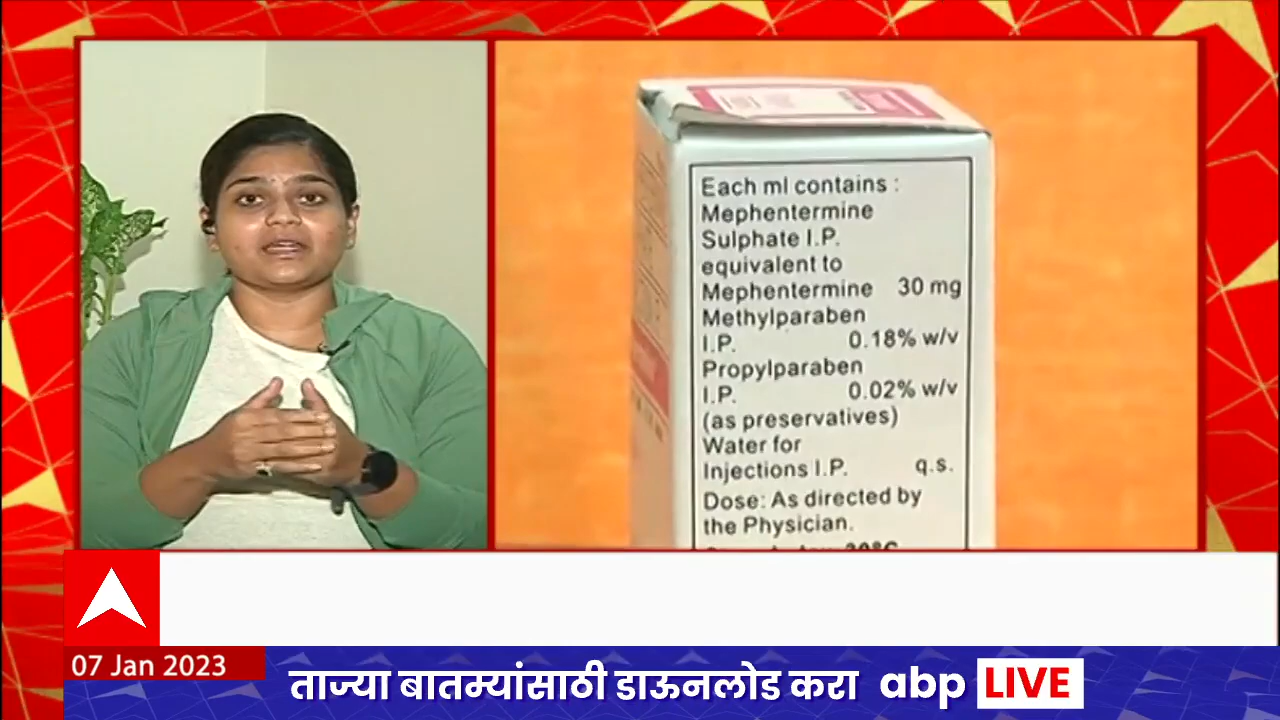 Each ml contains :
Mephentermine
Sulphate I.P.
equivalent to
Mephentermine 30 mg
Methylparaben
I.P. 0.18% w/v
Propylparaben
I.P. 0.02% w/v
(as preservatives)
Water for
Injections I.P. q.s.
Dose: As directed by
the Physician.
07 Jan 2023
ताज्या बातम्यांसाठी डाऊनलोड करा abp LIVE